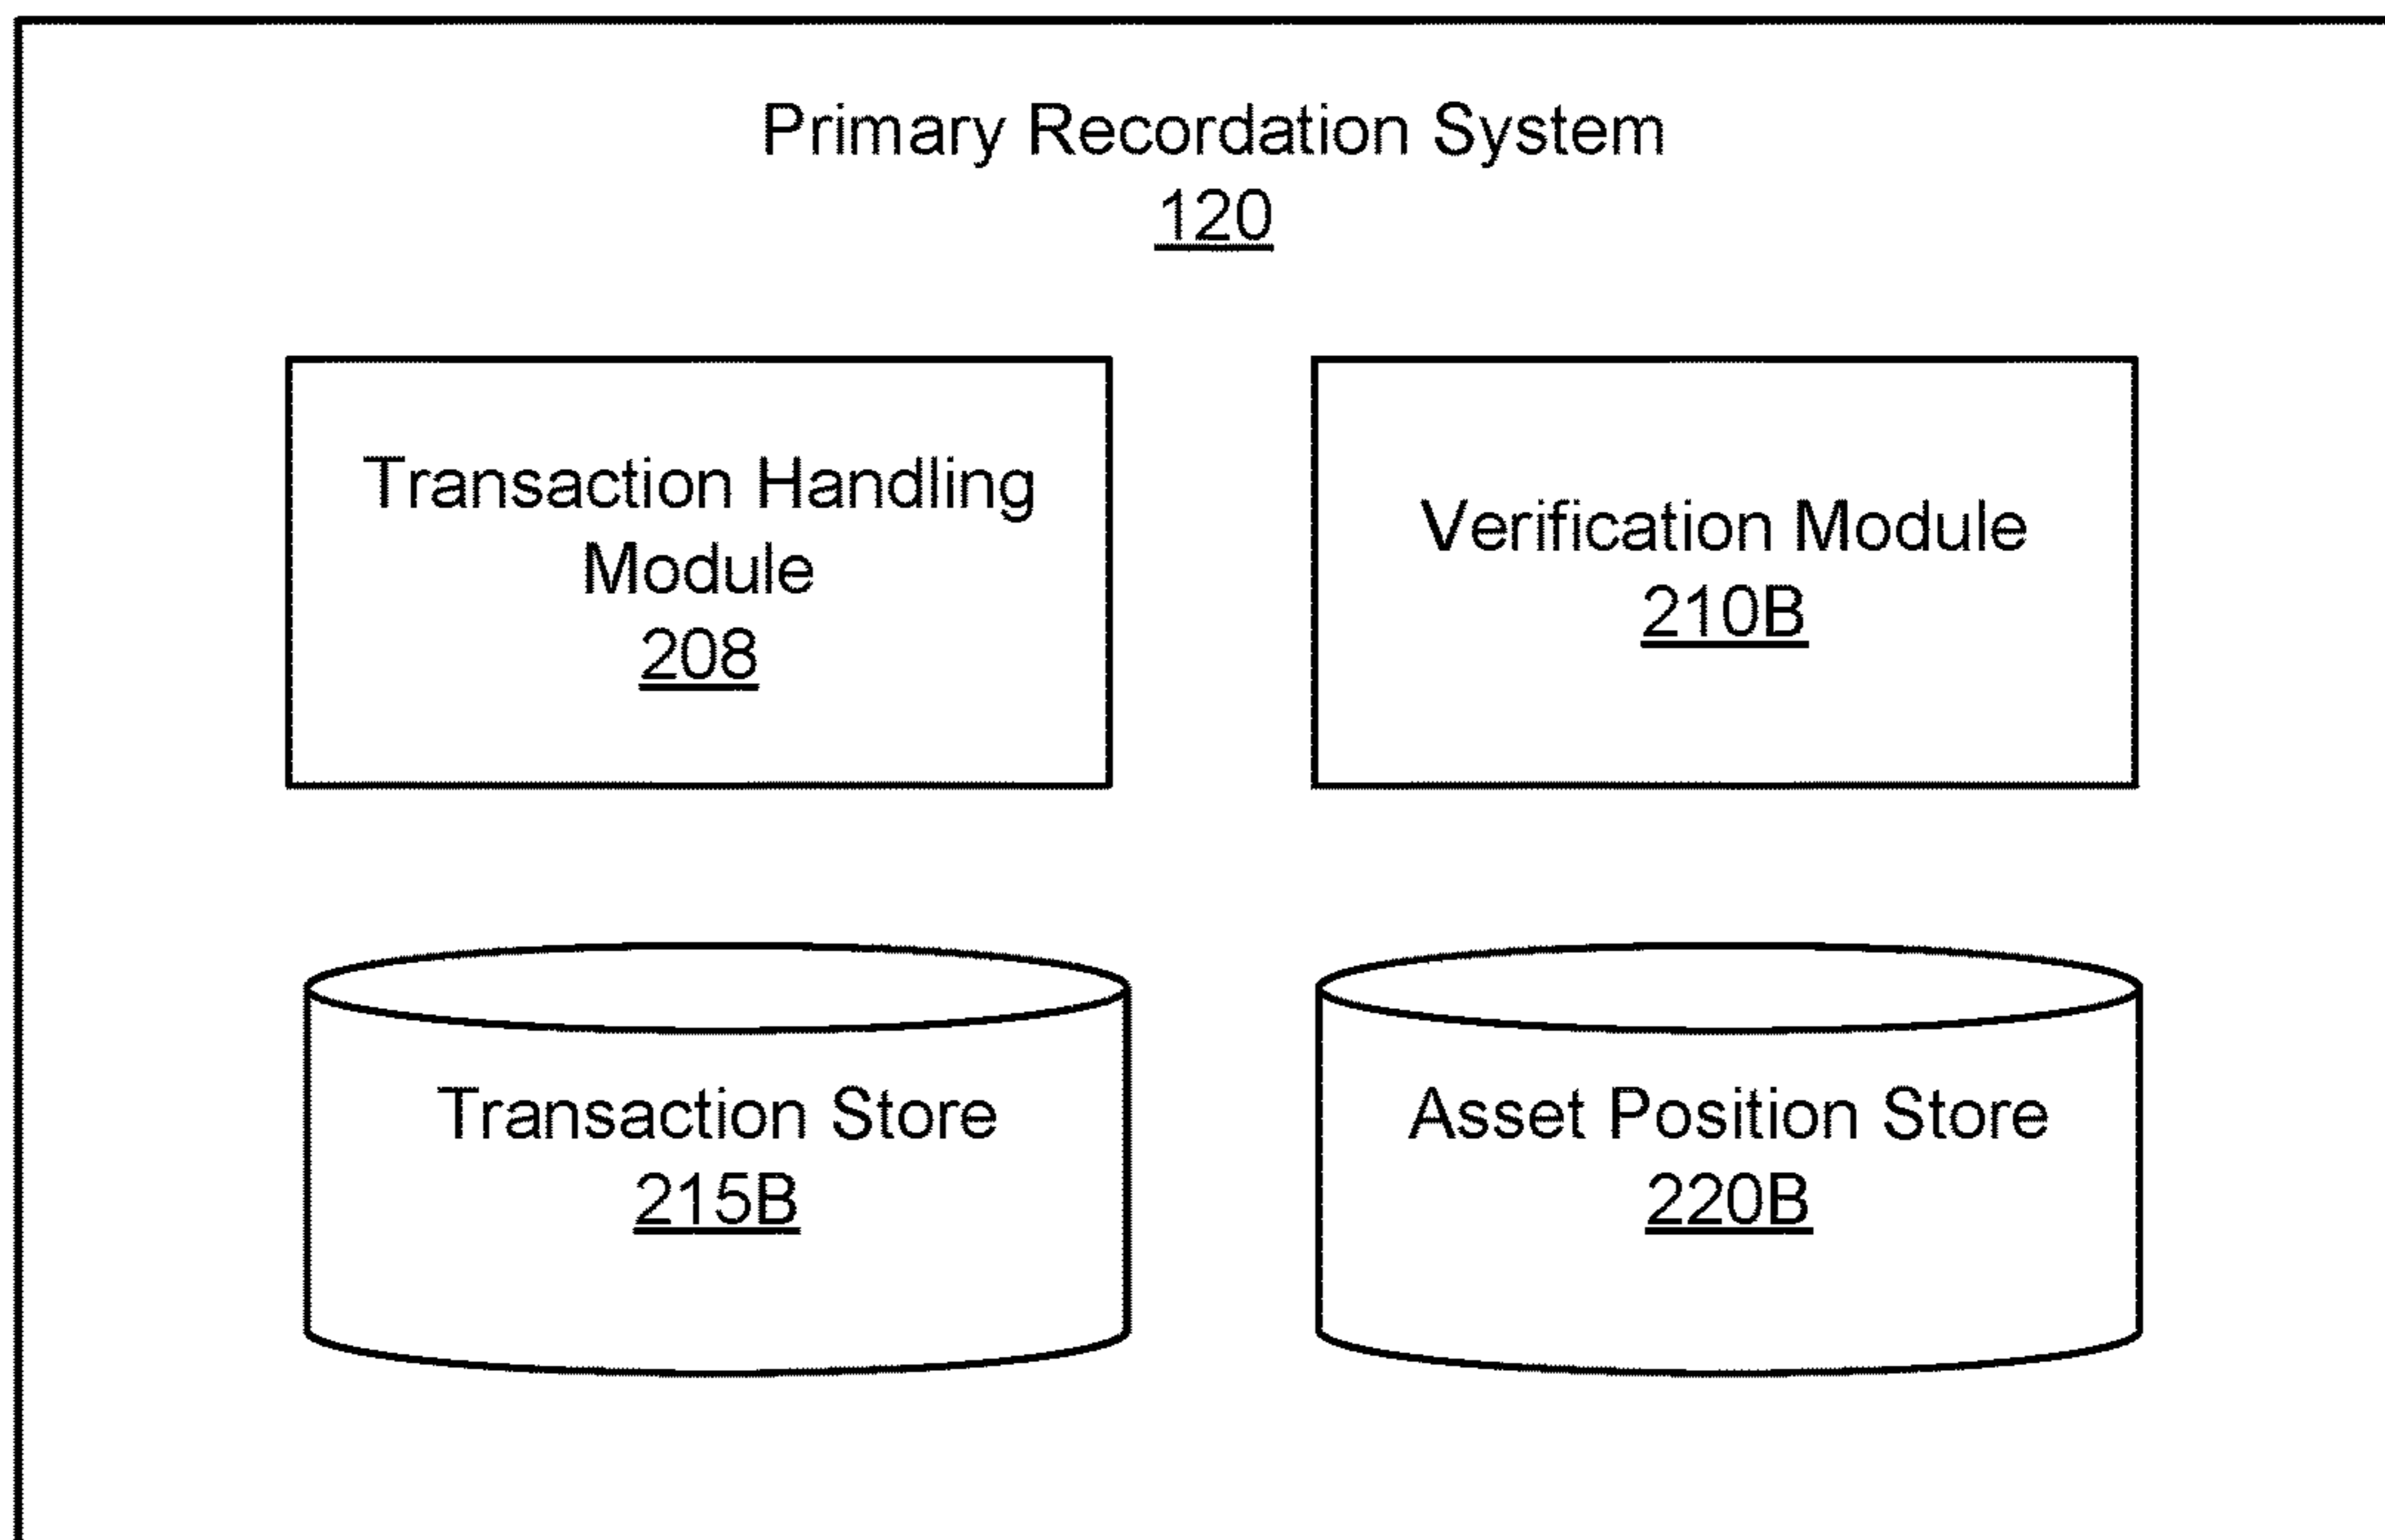 Primary Recordation System
120
Transaction Handling
Module
208
Verification Module
210B
Transaction Store
215B
Asset Position Store
220B